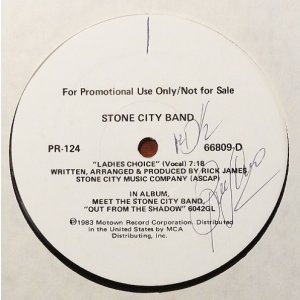 For Promotional Use Only/Not for Sale
STONE CITY BAND
PR-124 66809-D
"LADIES CHOICE" (Vocal) 7:18
WRITTEN, ARRANGED & PRODUCED BY RICK JAMES
STONE CITY MUSIC COMPANY (ASCAP)
IN ALBUM,
MEET THE STONE CITY BAND,
"OUT FROM THE SHADOW" 6042GL
℗1983 Motown Record Corporation. Distributed
in the United States by MCA
Distributing, Inc.